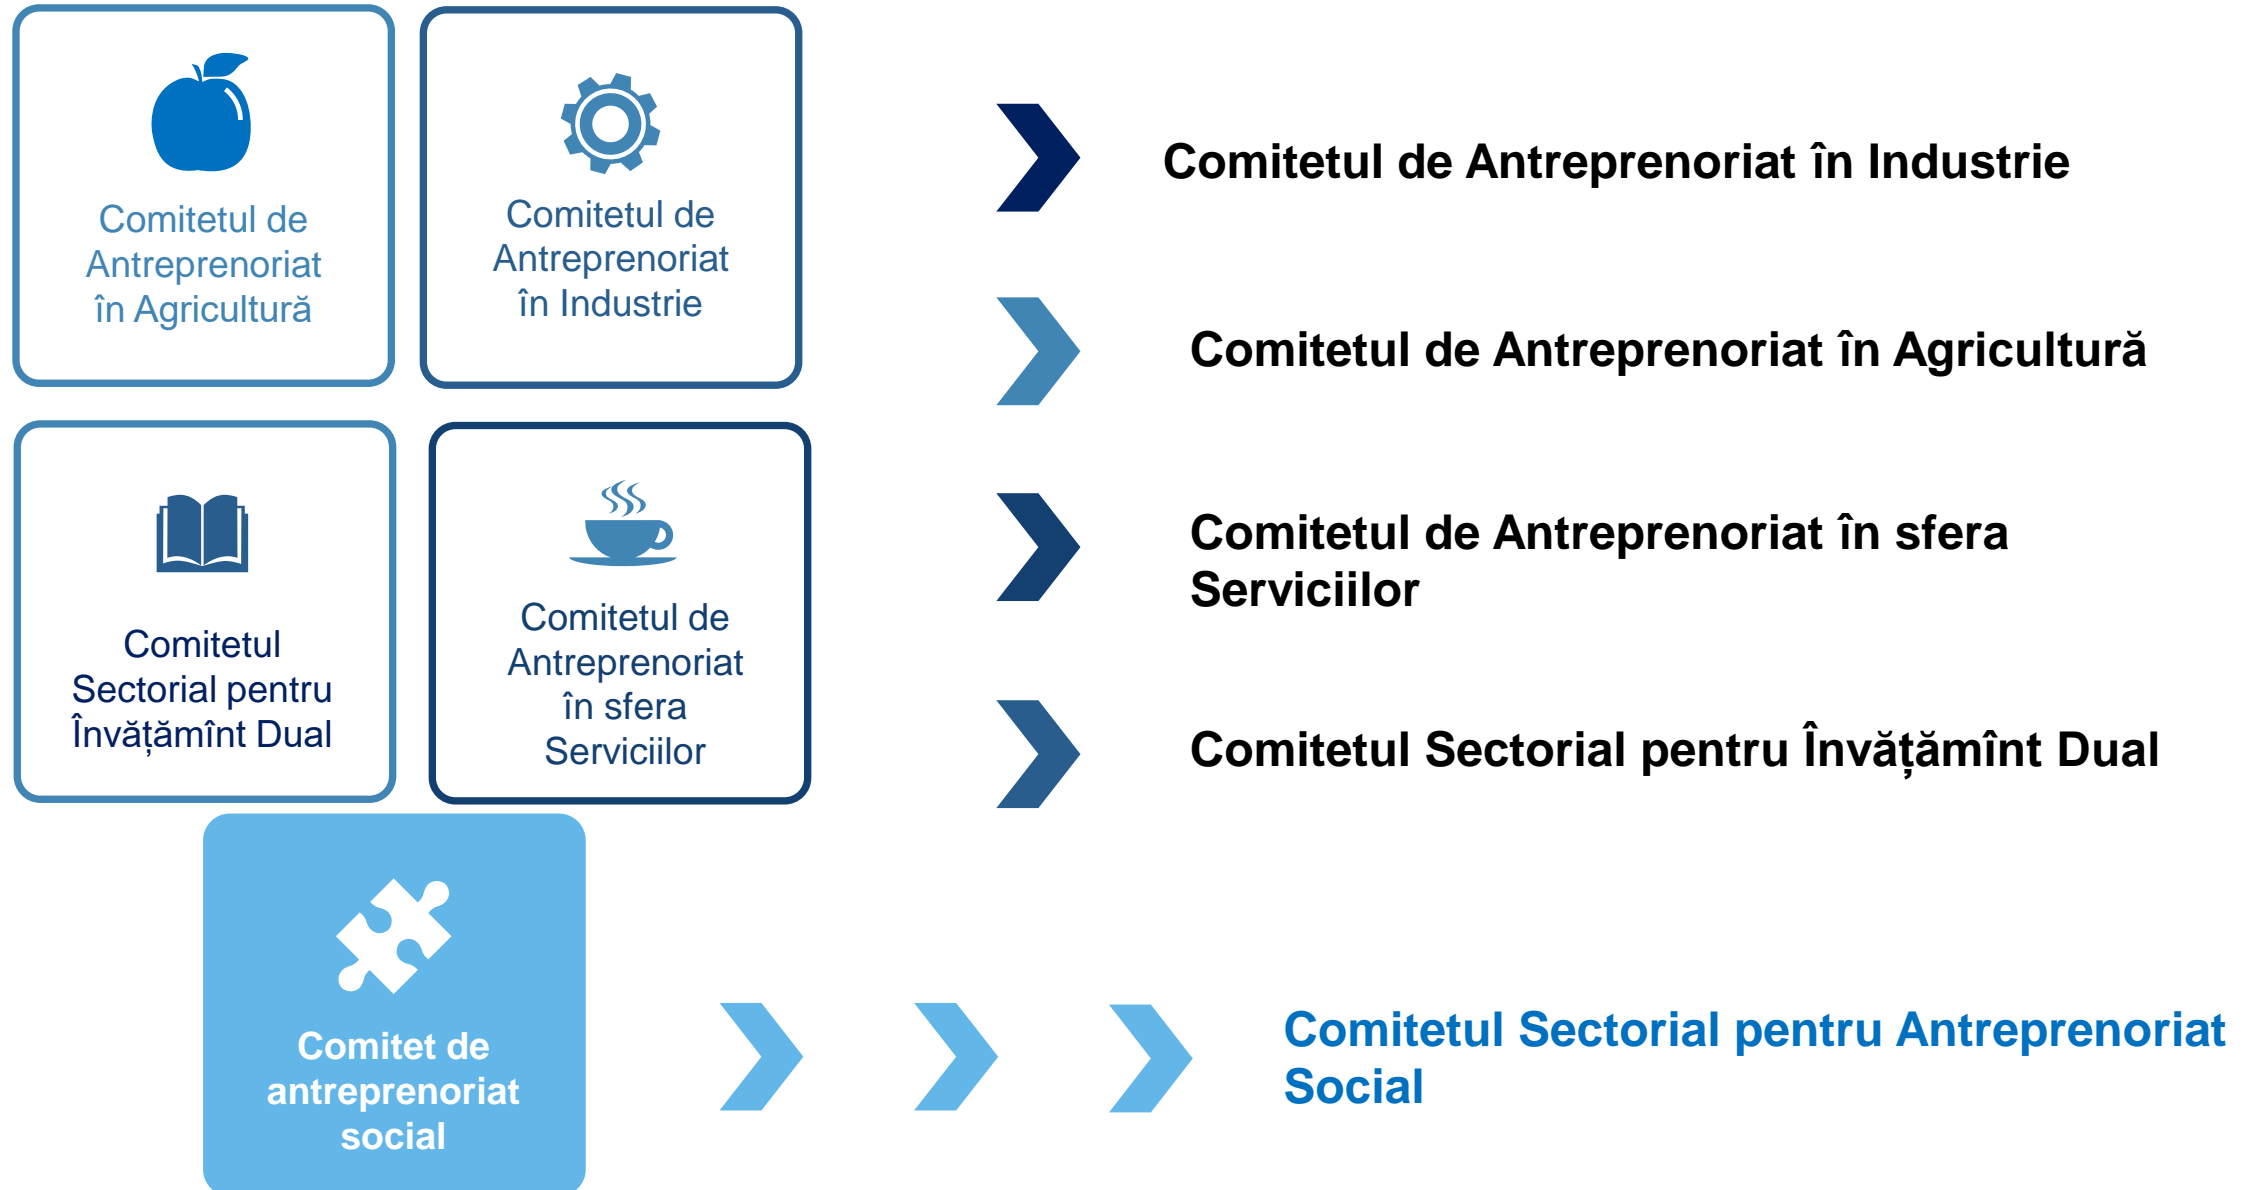 Comitetul de
Antreprenoriat
în Agricultură
Comitetul de
Antreprenoriat
în Industrie
Comitetul
Sectorial pentru
Învățămînt Dual
Comitetul de
Antreprenoriat
în sfera
Serviciilor
Comitet de
antreprenoriat
social
Comitetul de Antreprenoriat în Industrie
Comitetul de Antreprenoriat în Agricultură
Comitetul de Antreprenoriat în sfera
Serviciilor
Comitetul Sectorial pentru Învățămînt Dual
Comitetul Sectorial pentru Antreprenoriat
Social